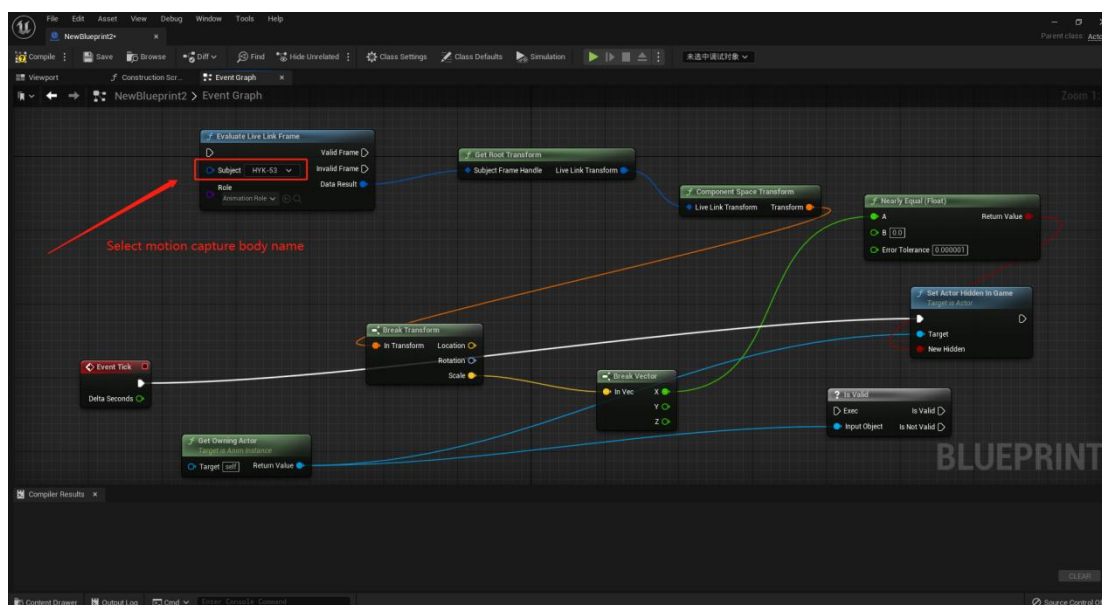 File Edit Asset View Debug Window Tools Help
NewBlueprint2*
Parent class: Acto
Compile Save Browse Diff Find Hide Unrelated Class Settings Class Defaults Simulation 未选中调试对象
Viewport Construction Scr... Event Graph
NewBlueprint2 > Event Graph Zoom 1:
Evaluate Live Link Frame
Valid Frame
Subject HYK-53 Invalid Frame
Role Data Result
Animation Role
Get Root Transform
Subject Frame Handle Live Link Transform
Component Space Transform
Live Link Transform Transform
Nearly Equal (Float)
A Return Value
B 0.0
Error Tolerance 0.000001
Select motion capture body name
Set Actor Hidden In Game
Target is Actor
Target
New Hidden
Break Transform
In Transform Location
Rotation
Scale
Event Tick
Delta Seconds
Break Vector
In Vec X
Y
Z
Is Valid
Exec Is Valid
Input Object Is Not Valid
Get Owning Actor
Target is Anim Instance
Target self Return Value
BLUEPRINT
Compiler Results
CLEAR
Content Drawer Output Log Cmd Enter Console Command Source Control Of